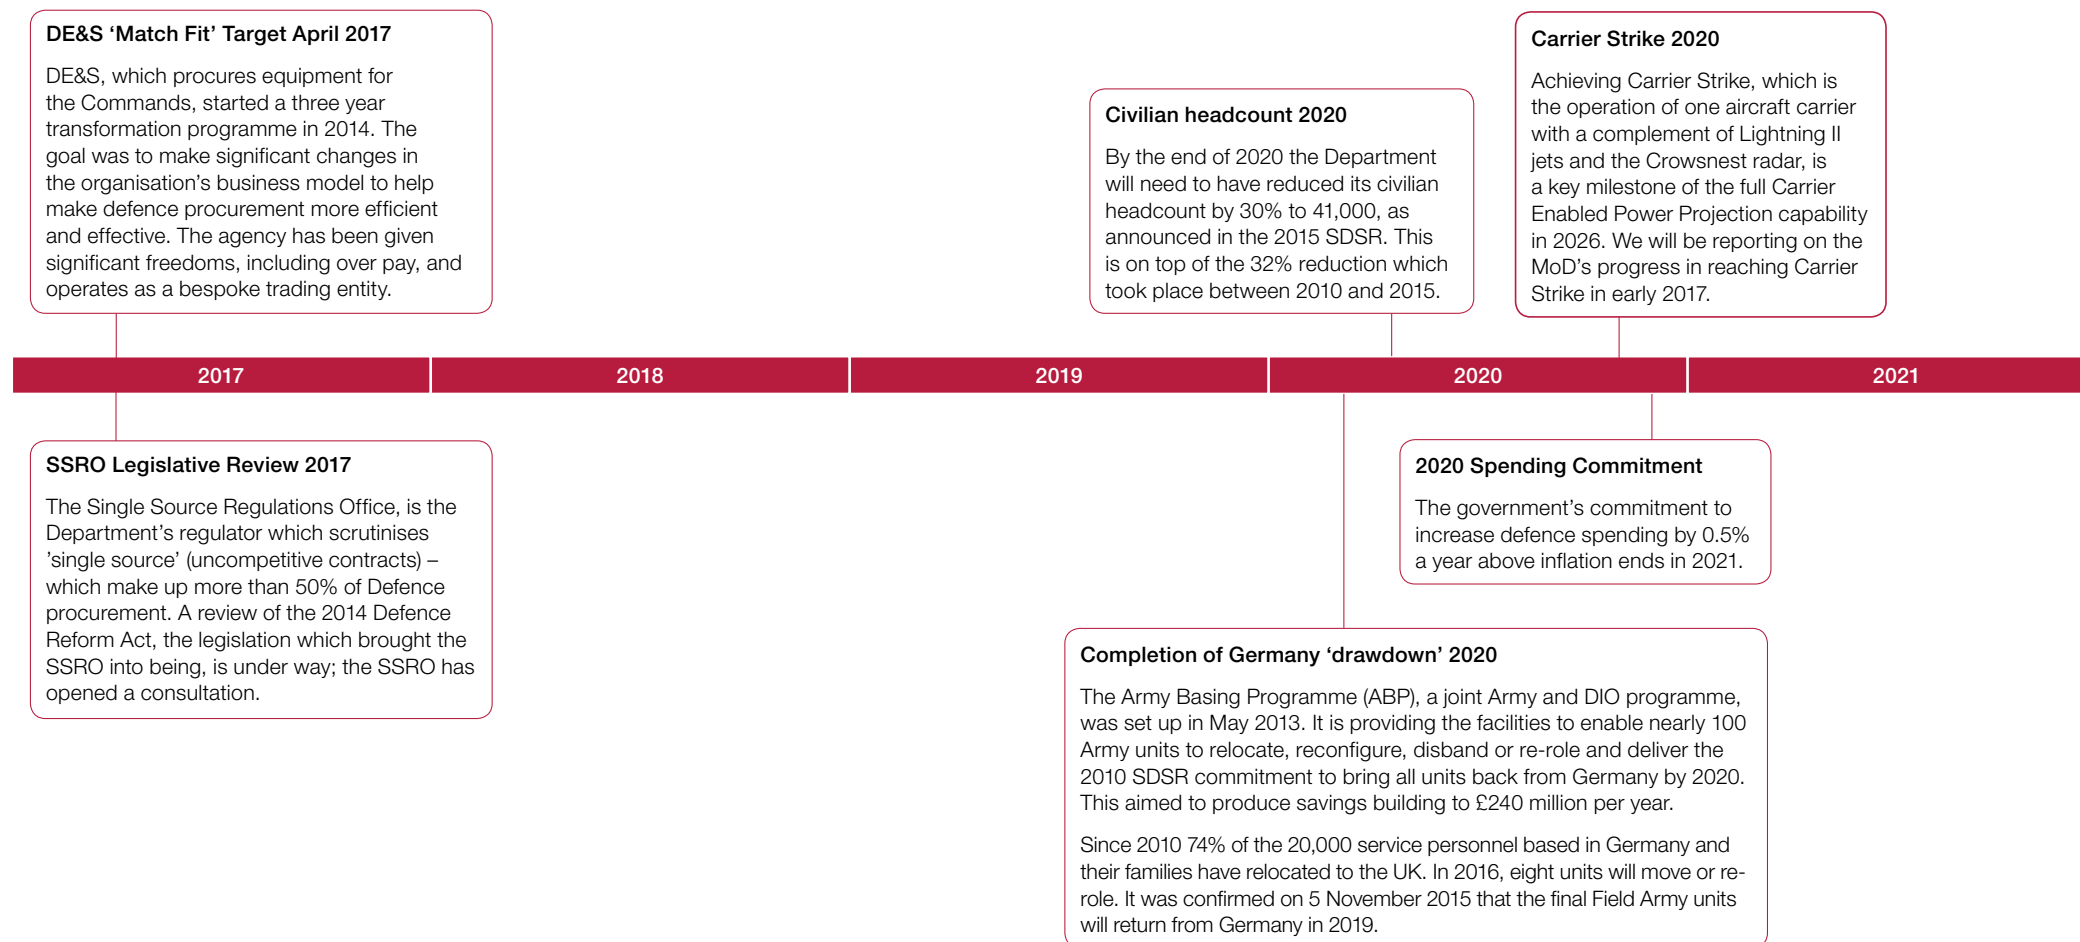 DE&S ‘Match Fit’ Target April 2017
DE&S, which procures equipment for
the Commands, started a three year
transformation programme in 2014. The
goal was to make significant changes in
the organisation’s business model to help
make defence procurement more efficient
and effective. The agency has been given
significant freedoms, including over pay, and
operates as a bespoke trading entity.
Civilian headcount 2020
By the end of 2020 the Department
will need to have reduced its civilian
headcount by 30% to 41,000, as
announced in the 2015 SDSR. This
is on top of the 32% reduction which
took place between 2010 and 2015.
Carrier Strike 2020
Achieving Carrier Strike, which is
the operation of one aircraft carrier
with a complement of Lightning II
jets and the Crowsnest radar, is
a key milestone of the full Carrier
Enabled Power Projection capability
in 2026. We will be reporting on the
MoD’s progress in reaching Carrier
Strike in early 2017.
2017 2018 2019 2020 2021
SSRO Legislative Review 2017
The Single Source Regulations Office, is the
Department’s regulator which scrutinises
’single source’ (uncompetitive contracts) –
which make up more than 50% of Defence
procurement. A review of the 2014 Defence
Reform Act, the legislation which brought the
SSRO into being, is under way; the SSRO has
opened a consultation.
2020 Spending Commitment
The government’s commitment to
increase defence spending by 0.5%
a year above inflation ends in 2021.
Completion of Germany ‘drawdown’ 2020
The Army Basing Programme (ABP), a joint Army and DIO programme,
was set up in May 2013. It is providing the facilities to enable nearly 100
Army units to relocate, reconfigure, disband or re-role and deliver the
2010 SDSR commitment to bring all units back from Germany by 2020.
This aimed to produce savings building to £240 million per year.
Since 2010 74% of the 20,000 service personnel based in Germany and
their families have relocated to the UK. In 2016, eight units will move or re-
role. It was confirmed on 5 November 2015 that the final Field Army units
will return from Germany in 2019.